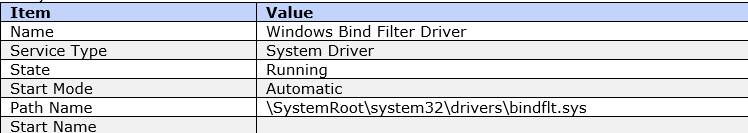 Item Value
Name Windows Bind Filter Driver
Service Type System Driver
State Running
Start Mode Automatic
Path Name \SystemRoot\system32\drivers\bindflt.sys
Start Name